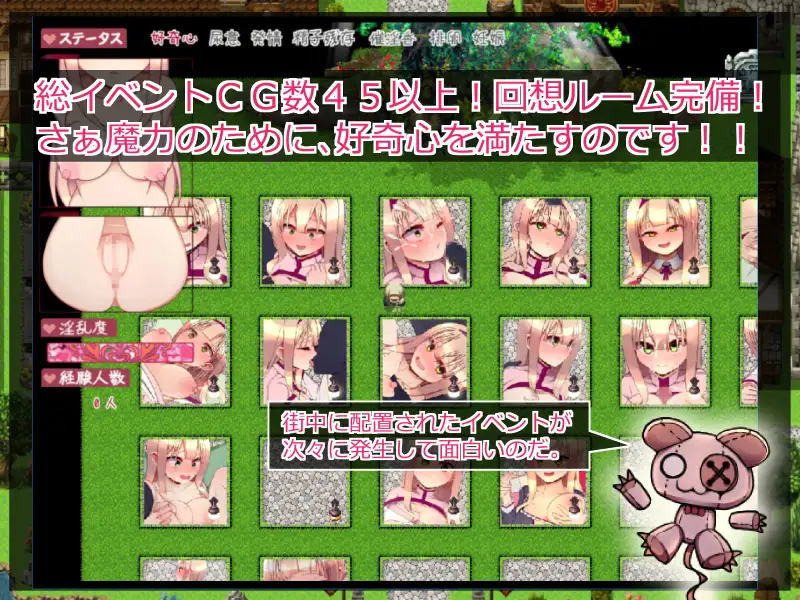 ステータス
好奇心 尿意 発情 精子残存 催淫香 排卵 妊娠
総イベントＣＧ数４５以上！回想ルーム完備！
さぁ魔力のために、好奇心を満たすのです！！
淫乱度
経験人数
0 人
街中に配置されたイベントが
次々に発生して面白いのだ。